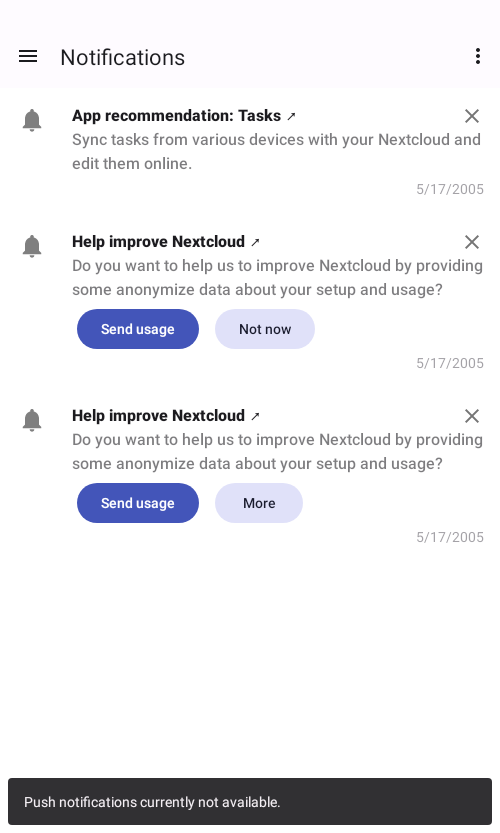 Notifications
App recommendation: Tasks ↗
Sync tasks from various devices with your Nextcloud and
edit them online.
5/17/2005
Help improve Nextcloud ↗
Do you want to help us to improve Nextcloud by providing
some anonymize data about your setup and usage?
Send usage
Not now
5/17/2005
Help improve Nextcloud ↗
Do you want to help us to improve Nextcloud by providing
some anonymize data about your setup and usage?
Send usage
More
5/17/2005
Push notifications currently not available.